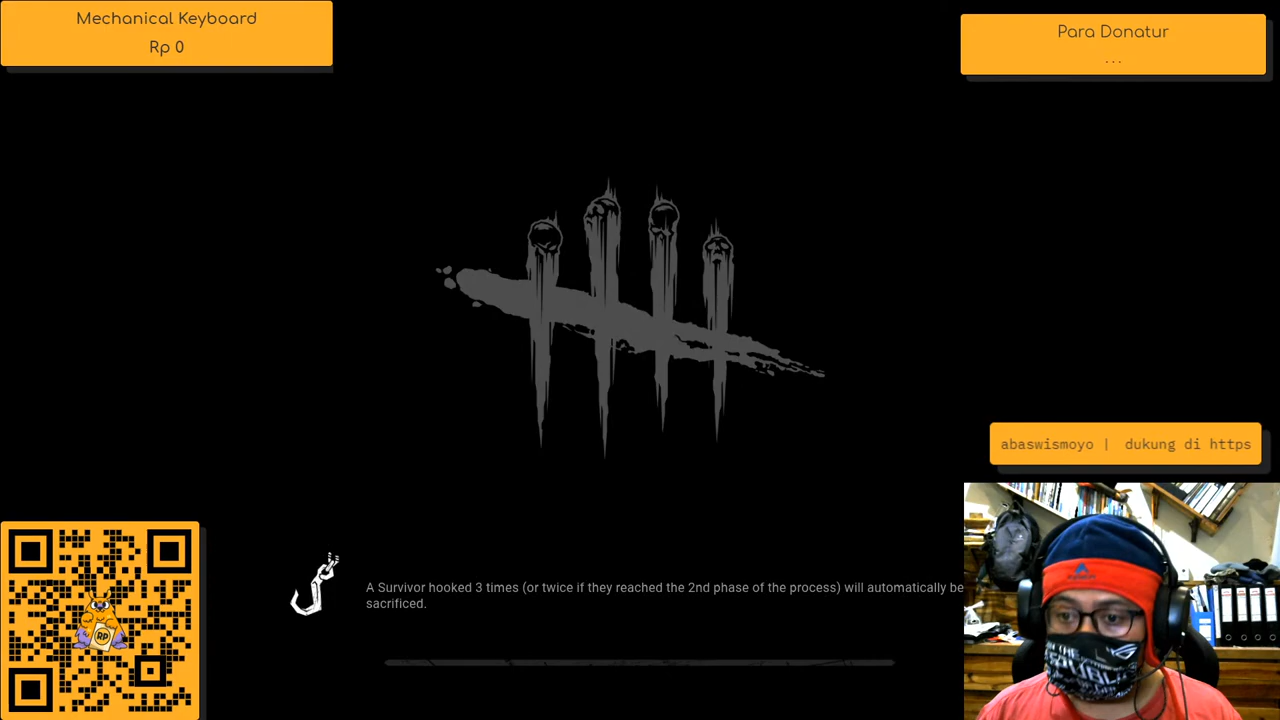 Mechanical Keyboard
Rp 0
Para Donatur
...
abaswismoyo | dukung di https
A Survivor hooked 3 times (or twice if they reached the 2nd phase of the process) will automatically be
sacrificed.
RP